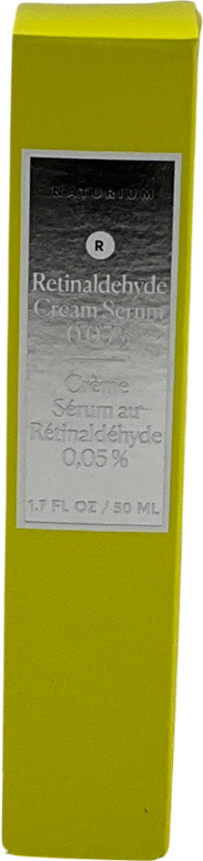 NATURIUM
R
Retinaldehyde
Cream Serum
0.05%
Crème
Sérum au
Rétinaldéhyde
0,05 %
1.7 FL OZ / 50 ML